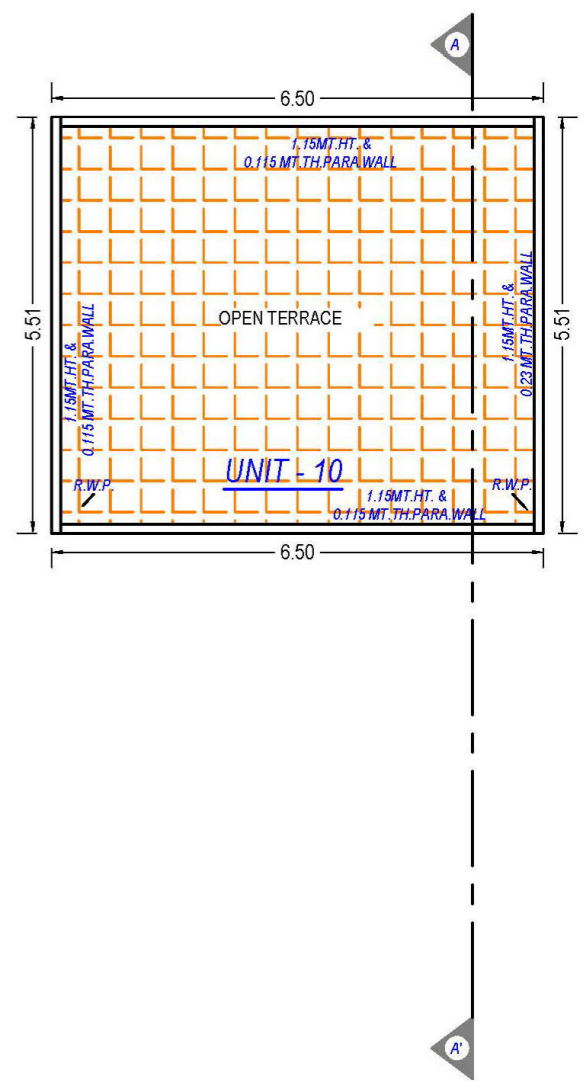 A
6.50
1.15MT.HT. &
0.115 MT.TH.PARA.WALL
5.51
5.51
1.15MT.HT. &
0.23 MT.TH.PARA.WALL
OPEN TERRACE
1.15MT.HT. &
0.115 MT.TH.PARA.WALL
UNIT - 10
R.W.P.
R.W.P.
1.15MT.HT. &
0.115 MT.TH.PARA.WALL
6.50
A'